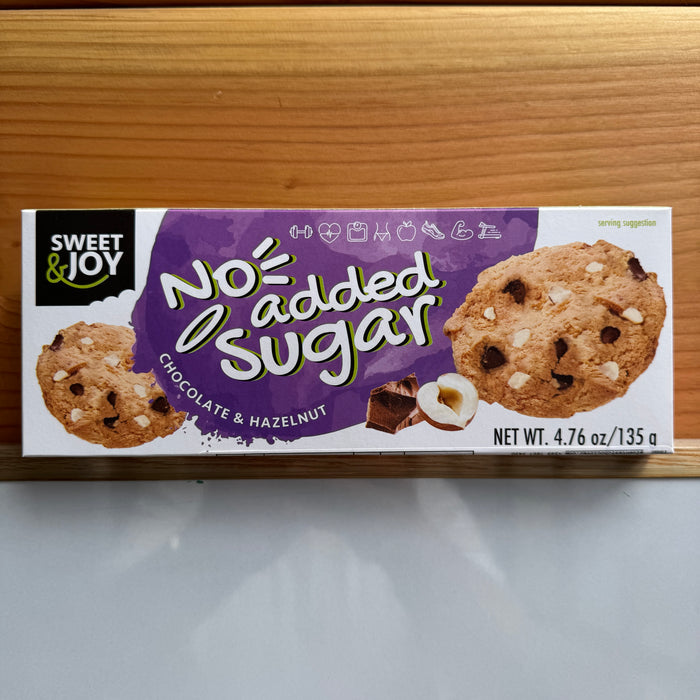 SWEET
& JOY
serving suggestion
No
added
Sugar
CHOCOLATE & HAZELNUT
NET WT. 4.76 oz/135 g